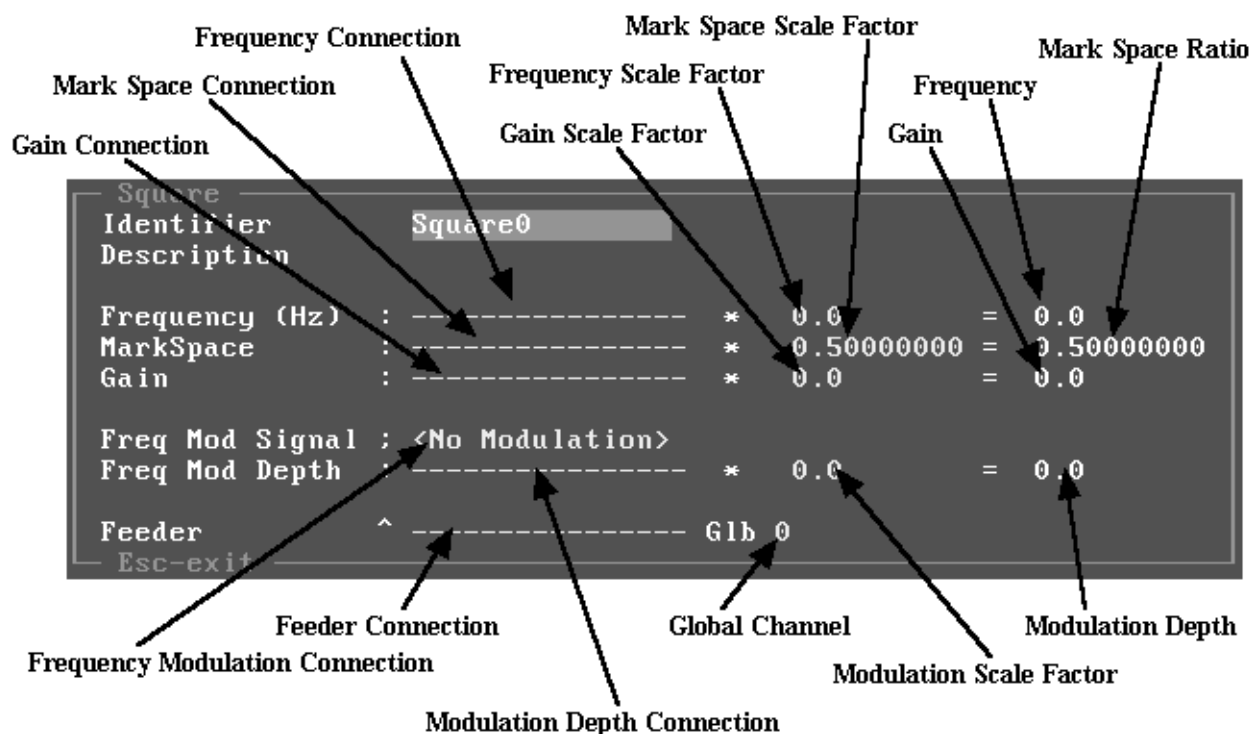 Mark Space Scale Factor
Frequency Connection
Mark Space Ratio
Frequency Scale Factor
Mark Space Connection
Frequency
Gain Scale Factor
Gain
Gain Connection
Square
Identifier Square0
Description
Frequency (Hz) : ---------------- * 0.0 = 0.0
MarkSpace : ---------------- * 0.50000000 = 0.50000000
Gain : ---------------- * 0.0 = 0.0
Freq Mod Signal : <No Modulation>
Freq Mod Depth : ---------------- * 0.0 = 0.0
Feeder ^ ---------------- Glb 0
Esc-exit
Feeder Connection
Global Channel
Modulation Depth
Frequency Modulation Connection
Modulation Scale Factor
Modulation Depth Connection